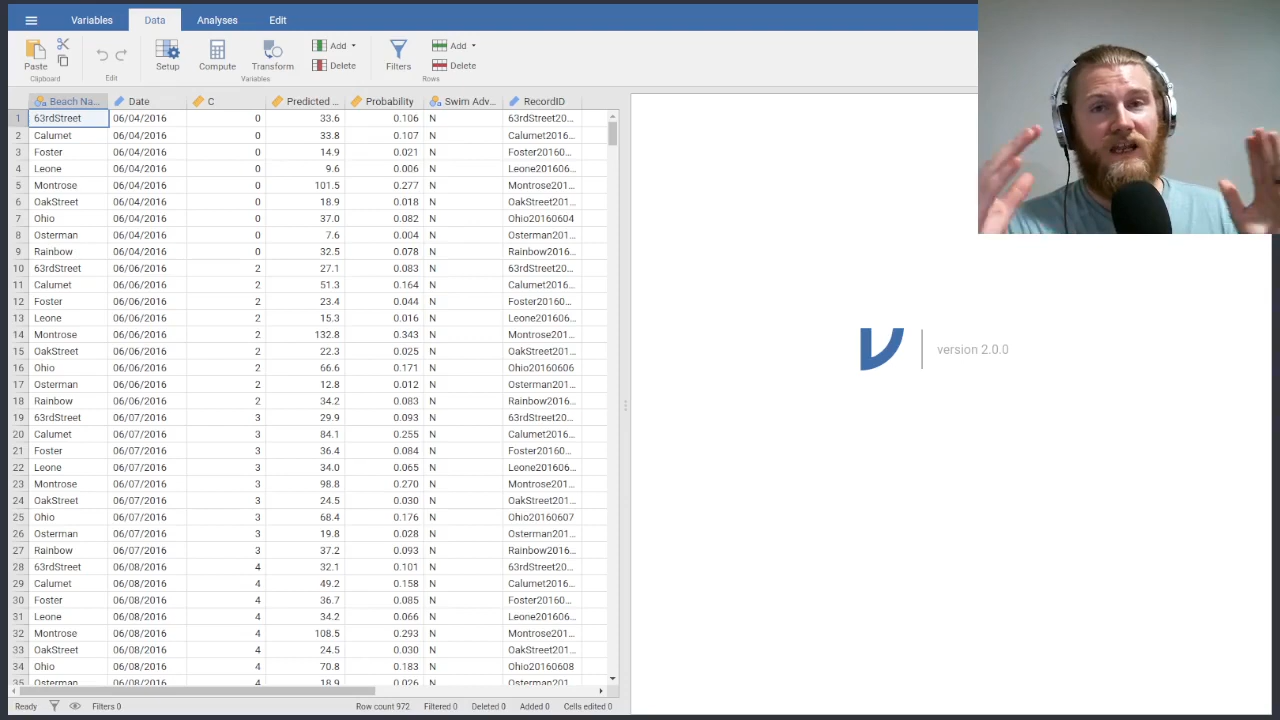 Variables Data Analyses Edit
Paste Setup Compute Transform Add Delete Filters Add Delete
Clipboard Edit Variables Rows
Beach Na... Date C Predicted ... Probability Swim Adv... RecordID
1 63rdStreet 06/04/2016 0 33.6 0.106 N 63rdStreet20...
2 Calumet 06/04/2016 0 33.8 0.107 N Calumet2016...
3 Foster 06/04/2016 0 14.9 0.021 N Foster20160...
4 Leone 06/04/2016 0 9.6 0.006 N Leone201606...
5 Montrose 06/04/2016 0 101.5 0.277 N Montrose201...
6 OakStreet 06/04/2016 0 18.9 0.018 N OakStreet201...
7 Ohio 06/04/2016 0 37.0 0.082 N Ohio20160604
8 Osterman 06/04/2016 0 7.6 0.004 N Osterman201...
9 Rainbow 06/04/2016 0 32.5 0.078 N Rainbow2016...
10 63rdStreet 06/06/2016 2 27.1 0.083 N 63rdStreet20...
11 Calumet 06/06/2016 2 51.3 0.164 N Calumet2016...
12 Foster 06/06/2016 2 23.4 0.044 N Foster20160...
13 Leone 06/06/2016 2 15.3 0.016 N Leone201606...
14 Montrose 06/06/2016 2 132.8 0.343 N Montrose201...
15 OakStreet 06/06/2016 2 22.3 0.025 N OakStreet201...
16 Ohio 06/06/2016 2 66.6 0.171 N Ohio20160606
17 Osterman 06/06/2016 2 12.8 0.012 N Osterman201...
18 Rainbow 06/06/2016 2 34.2 0.083 N Rainbow2016...
19 63rdStreet 06/07/2016 3 29.9 0.093 N 63rdStreet20...
20 Calumet 06/07/2016 3 84.1 0.255 N Calumet2016...
21 Foster 06/07/2016 3 36.4 0.084 N Foster20160...
22 Leone 06/07/2016 3 34.0 0.065 N Leone201606...
23 Montrose 06/07/2016 3 98.8 0.270 N Montrose201...
24 OakStreet 06/07/2016 3 24.5 0.030 N OakStreet201...
25 Ohio 06/07/2016 3 68.4 0.176 N Ohio20160607
26 Osterman 06/07/2016 3 19.8 0.028 N Osterman201...
27 Rainbow 06/07/2016 3 37.2 0.093 N Rainbow2016...
28 63rdStreet 06/08/2016 4 32.1 0.101 N 63rdStreet20...
29 Calumet 06/08/2016 4 49.2 0.158 N Calumet2016...
30 Foster 06/08/2016 4 36.7 0.085 N Foster20160...
31 Leone 06/08/2016 4 34.2 0.066 N Leone201606...
32 Montrose 06/08/2016 4 108.5 0.293 N Montrose201...
33 OakStreet 06/08/2016 4 24.5 0.030 N OakStreet201...
34 Ohio 06/08/2016 4 70.8 0.183 N Ohio20160608
35 Osterman 06/08/2016 4 18.9 0.026 N Osterman201...
version 2.0.0
Ready Filters 0 Row count 972 Filtered 0 Deleted 0 Added 0 Cells edited 0